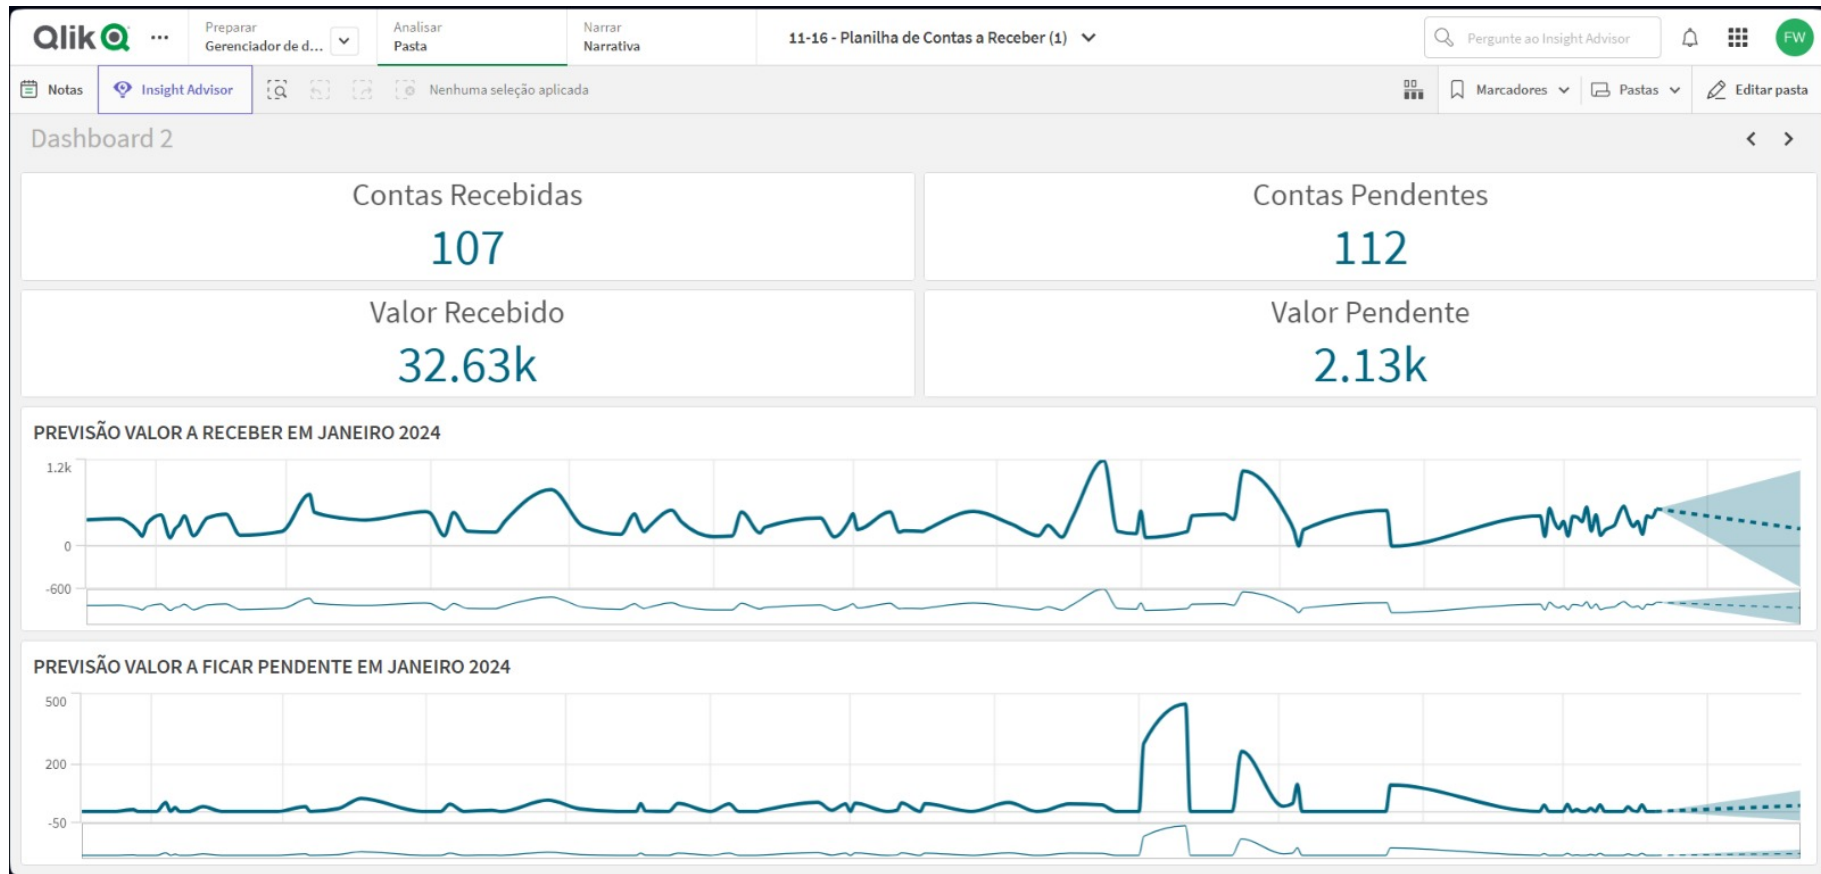 Qlik
Preparar
Gerenciador de d...
Analisar
Pasta
Narrar
Narrativa
11-16 - Planilha de Contas a Receber (1)
Pergunte ao Insight Advisor
FW
Notas
Insight Advisor
Nenhuma seleção aplicada
Marcadores
Pastas
Editar pasta
Dashboard 2
Contas Recebidas
107
Contas Pendentes
112
Valor Recebido
32.63k
Valor Pendente
2.13k
PREVISÃO VALOR A RECEBER EM JANEIRO 2024
1.2k
0
-600
PREVISÃO VALOR A FICAR PENDENTE EM JANEIRO 2024
500
200
-50